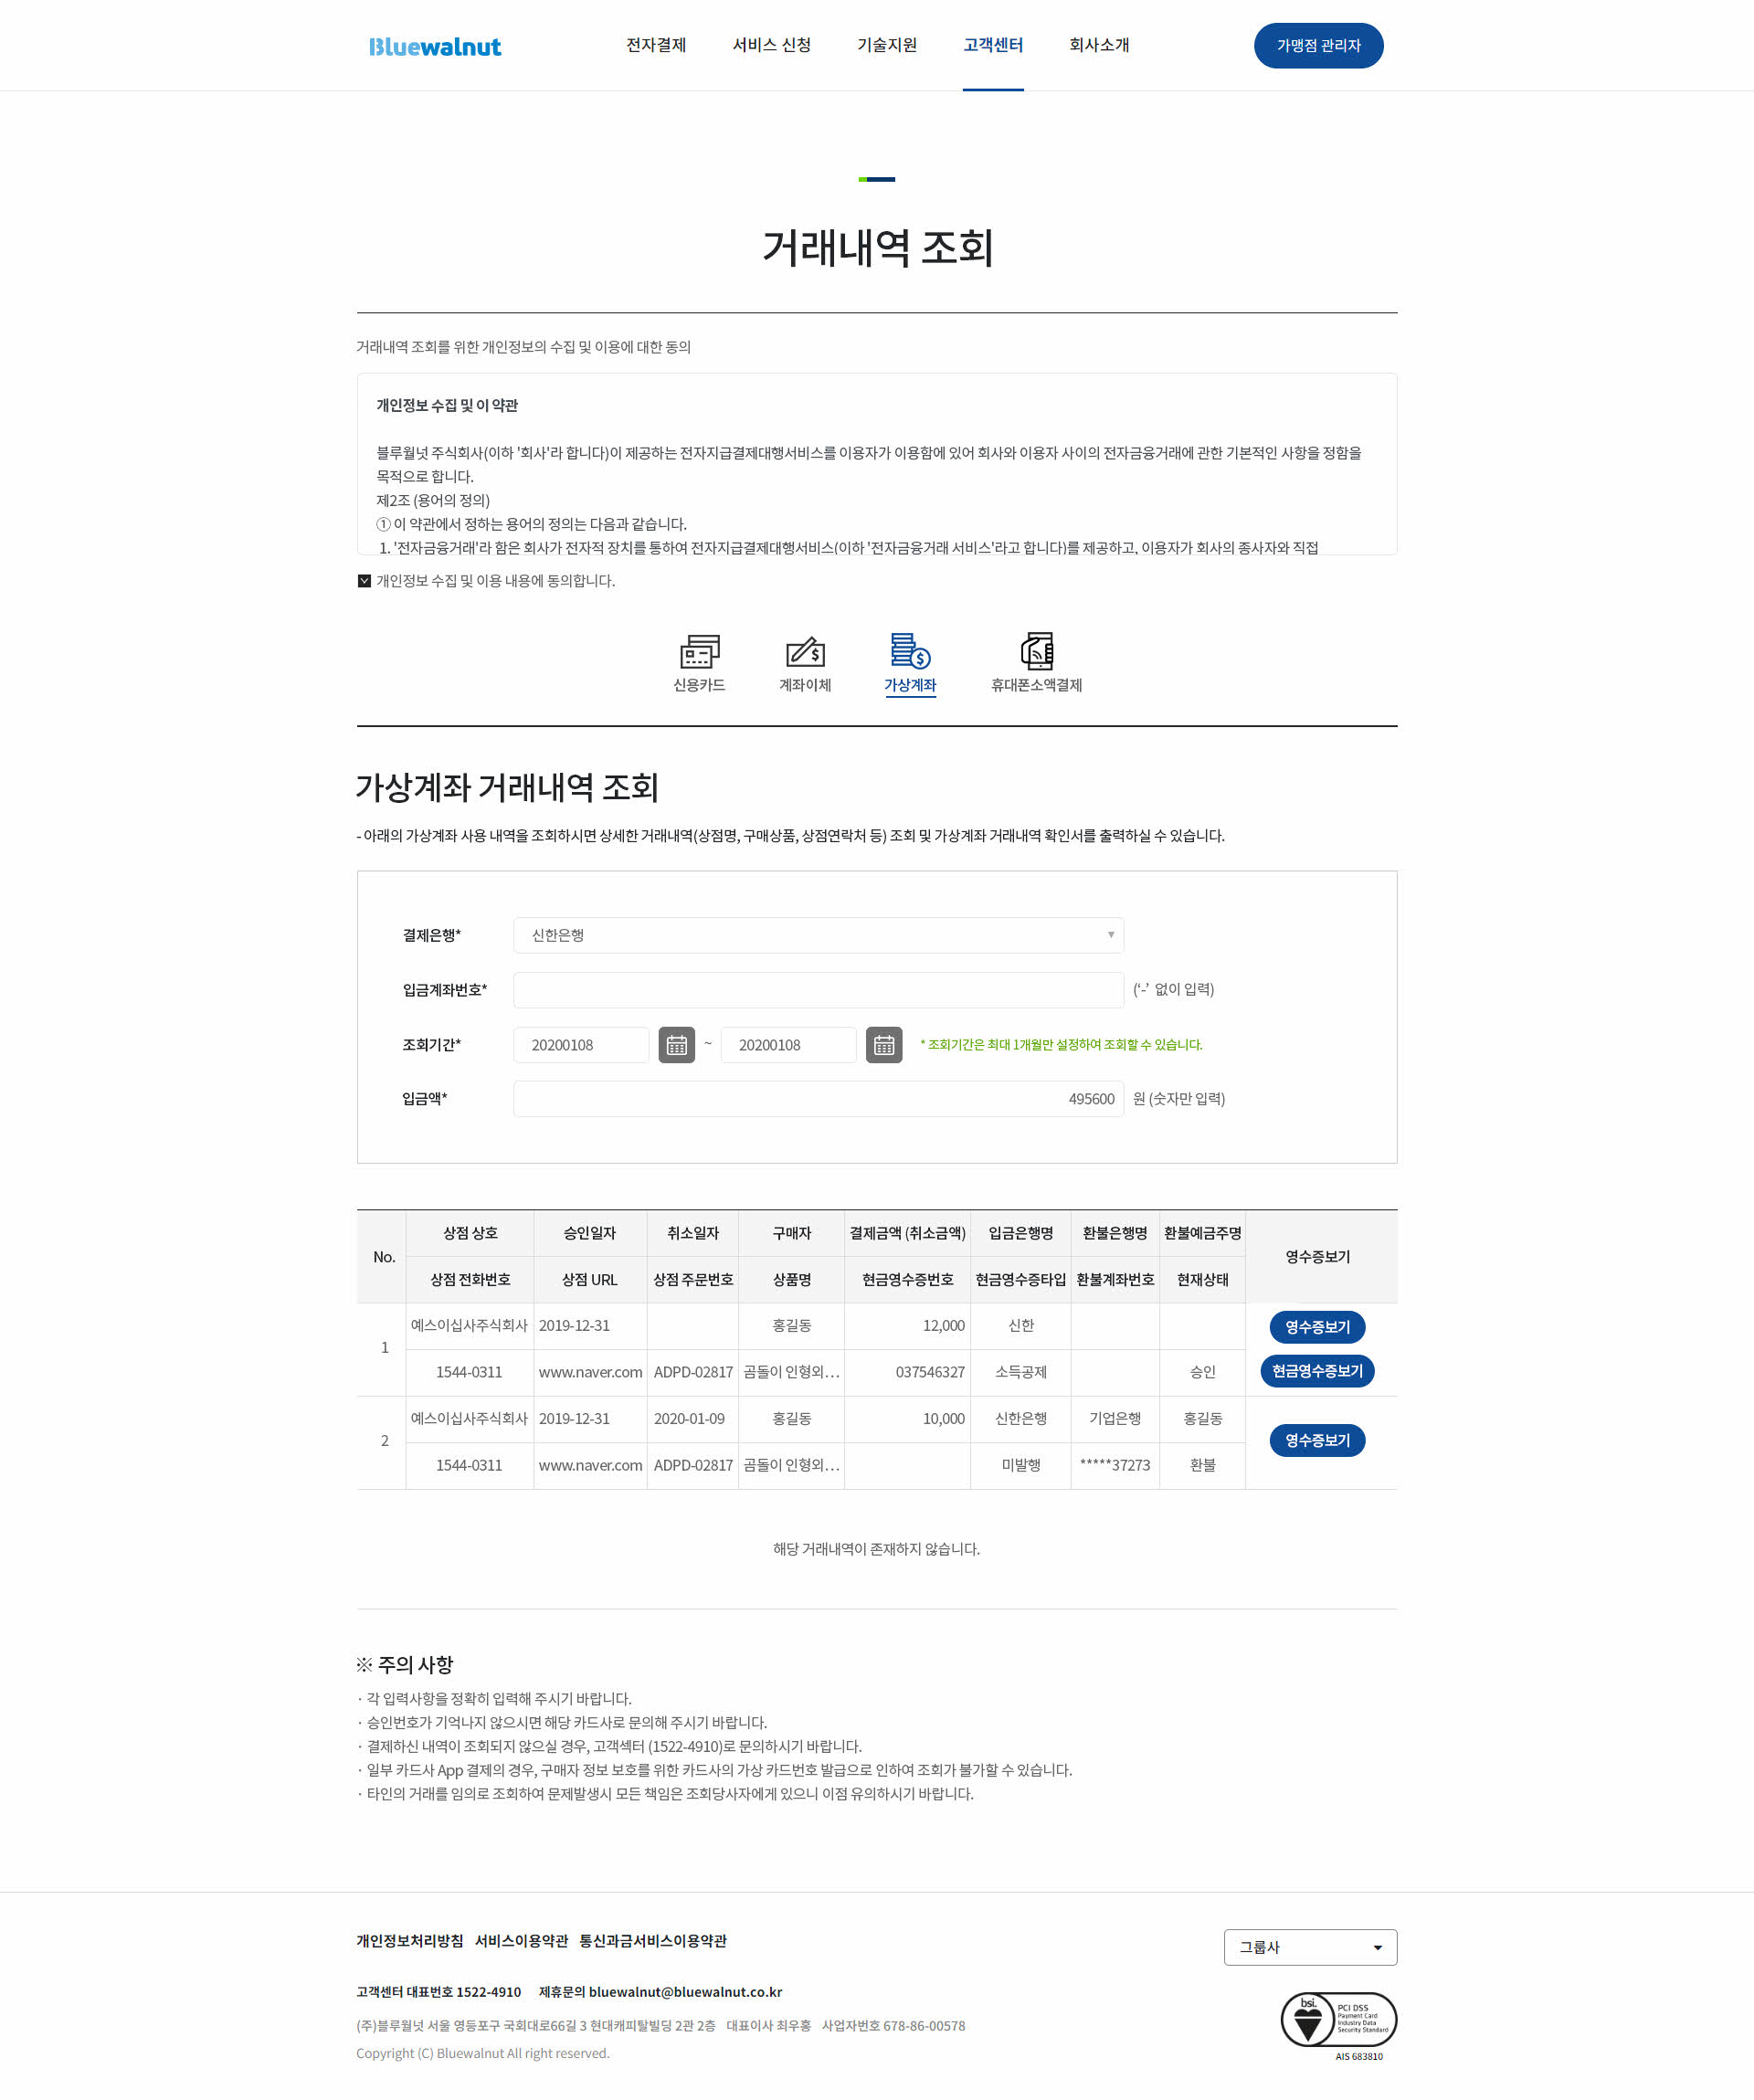 Bluewalnut
전자결제 서비스 신청 기술지원 고객센터 회사소개 가맹점 관리자
거래내역 조회
거래내역 조회를 위한 개인정보의 수집 및 이용에 대한 동의
개인정보 수집 및 이 약관
블루월넛 주식회사(이하 '회사'라 합니다)이 제공하는 전자지급결제대행서비스를 이용자가 이용함에 있어 회사와 이용자 사이의 전자금융거래에 관한 기본적인 사항을 정함을
목적으로 합니다.
제2조 (용어의 정의)
① 이 약관에서 정하는 용어의 정의는 다음과 같습니다.
1. '전자금융거래'라 함은 회사가 전자적 장치를 통하여 전자지급결제대행서비스(이하 '전자금융거래 서비스'라고 합니다)를 제공하고, 이용자가 회사의 종사자와 직접
개인정보 수집 및 이용 내용에 동의합니다.
신용카드 계좌이체 가상계좌 휴대폰소액결제
가상계좌 거래내역 조회
- 아래의 가상계좌 사용 내역을 조회하시면 상세한 거래내역(상점명, 구매상품, 상점연락처 등) 조회 및 가상계좌 거래내역 확인서를 출력하실 수 있습니다.
결제은행* 신한은행 ▼
입금계좌번호* ('-' 없이 입력)
조회기간* 20200108 ~ 20200108 * 조회기간은 최대 1개월만 설정하여 조회할 수 있습니다.
입금액* 495600 원 (숫자만 입력)
No. 상점 상호 승인일자 취소일자 구매자 결제금액 (취소금액) 입금은행명 환불은행명 환불예금주명 영수증보기
상점 전화번호 상점 URL 상점 주문번호 상품명 현금영수증번호 현금영수증타입 환불계좌번호 현재상태
1 예스이십사주식회사 2019-12-31 홍길동 12,000 신한 영수증보기
1544-0311 www.naver.com ADPD-02817 곰돌이 인형외... 037546327 소득공제 승인 현금영수증보기
2 예스이십사주식회사 2019-12-31 2020-01-09 홍길동 10,000 신한은행 기업은행 홍길동 영수증보기
1544-0311 www.naver.com ADPD-02817 곰돌이 인형외... 미발행 *****37273 환불
해당 거래내역이 존재하지 않습니다.
※ 주의 사항
· 각 입력사항을 정확히 입력해 주시기 바랍니다.
· 승인번호가 기억나지 않으시면 해당 카드사로 문의해 주시기 바랍니다.
· 결제하신 내역이 조회되지 않으실 경우, 고객섹터 (1522-4910)로 문의하시기 바랍니다.
· 일부 카드사 App 결제의 경우, 구매자 정보 보호를 위한 카드사의 가상 카드번호 발급으로 인하여 조회가 불가할 수 있습니다.
· 타인의 거래를 임의로 조회하여 문제발생시 모든 책임은 조회당사자에게 있으니 이점 유의하시기 바랍니다.
개인정보처리방침 서비스이용약관 통신과금서비스이용약관
그룹사
고객센터 대표번호 1522-4910 제휴문의 bluewalnut@bluewalnut.co.kr
(주)블루월넛 서울 영등포구 국회대로66길 3 현대캐피탈빌딩 2관 2층 대표이사 최우홍 사업자번호 678-86-00578
Copyright (C) Bluewalnut All right reserved.
bsi.
PCI DSS
Payment Card
Industry Data
Security Standard
AIS 683810